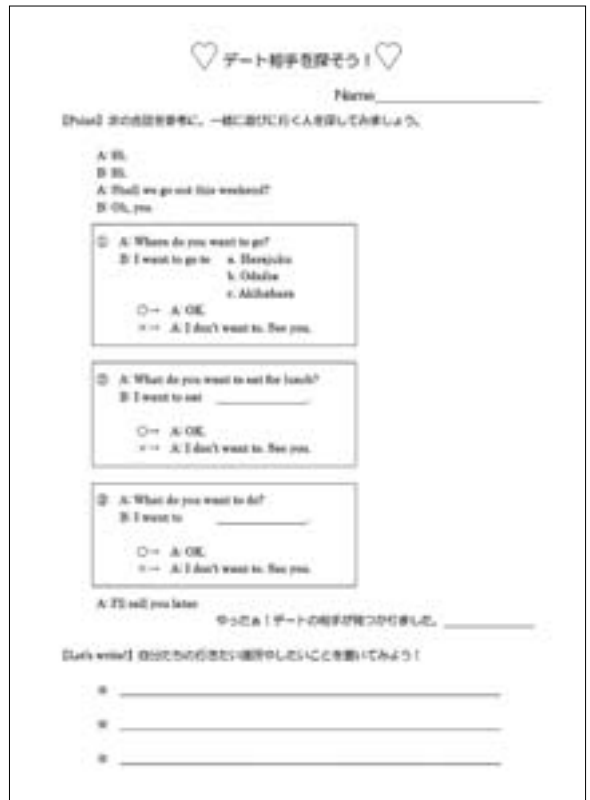 ♡ デート相手を探そう！♡
Name
【Point】次の会話を参考に、一緒に遊びに行く人を探してみましょう。
A: Hi.
B: Hi.
A: Shall we go out this weekend?
B: Oh, yes.
① A: Where do you want to go?
B: I want to go to a. Harajuku
b. Odaiba
c. Akihabara
○→ A: OK.
×→ A: I don't want to. See you.
② A: What do you want to eat for lunch?
B: I want to eat
○→ A: OK.
×→ A: I don't want to. See you.
③ A: What do you want to do?
B: I want to
○→ A: OK.
×→ A: I don't want to. See you.
A: I'll call you later.
やったぁ！デートの相手が見つかりました。
【Let's write!】自分たちの行きたい場所やしたいことを書いてみよう！